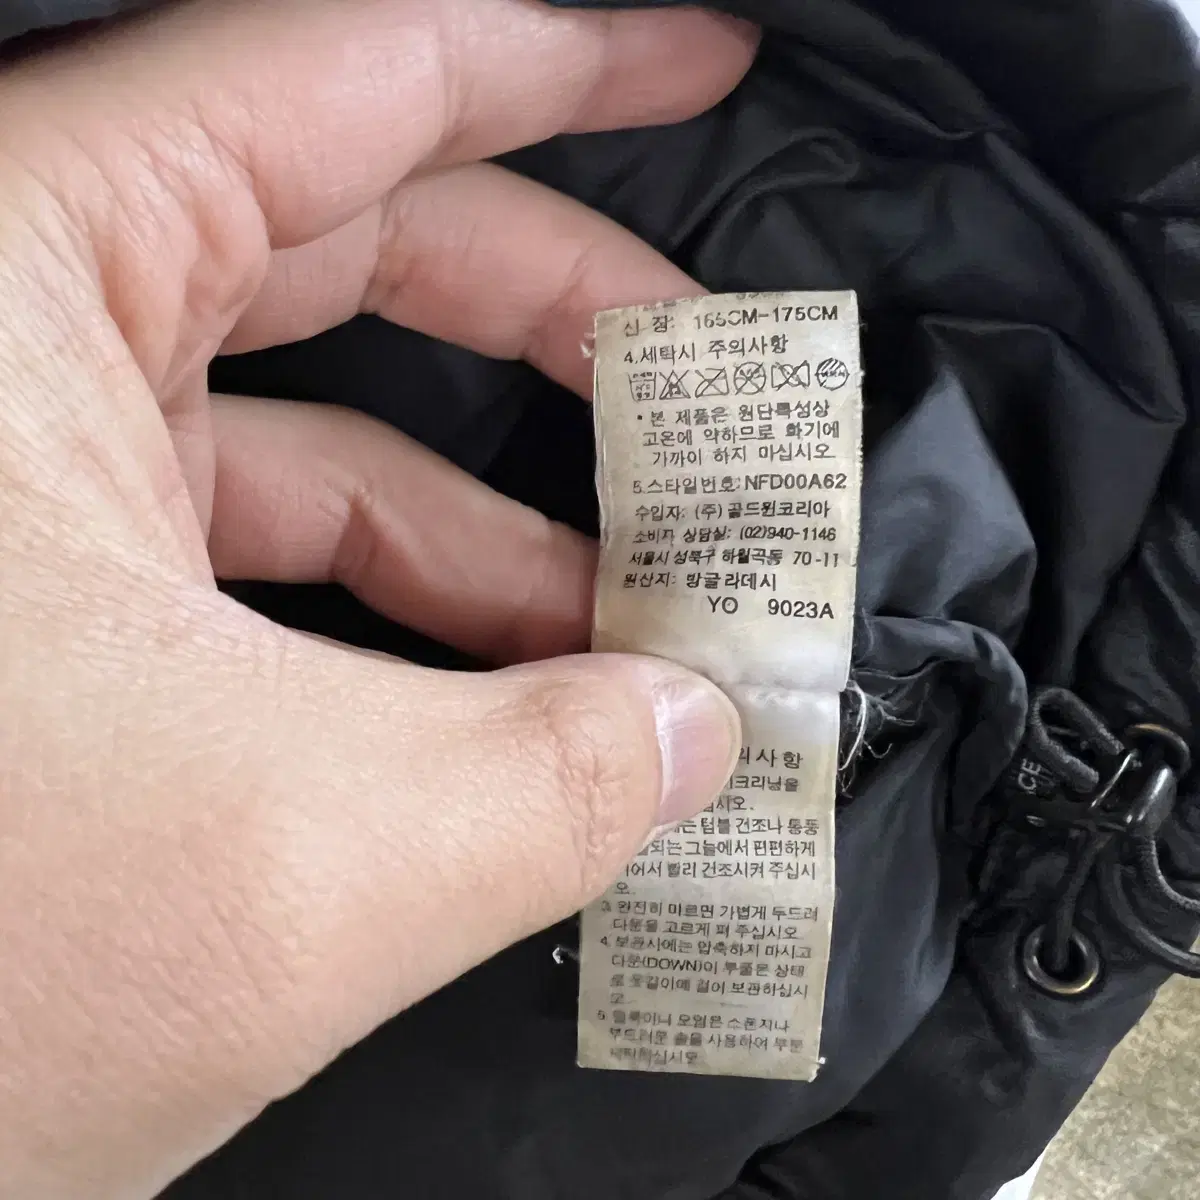 신 장: 165CM-175CM
4.세탁시 주의사항
• 본 제품은 원단특성상
고온에 약하므로 화기에
가까이 하지 마십시오
5.스타일번호:NFD00A62
수입자: (주)골드윈코리아
소비자 상담실: (02)940-1146
서울시 성북구 하월곡동 70-11
원산지: 방글라데시
YO 9023A
의사항
크리닝을
십시오.
는 텀블 건조나 통풍
되는 그늘에서 편편하게
어서 빨리 건조시켜 주십시
오.
3. 완전히 마르면 가볍게 두드려
다운을 고르게 펴 주십시오
4. 보관시에는 압축하지 마시고
다운(DOWN)이 부풀은 상태
로 옷걸이에 걸어 보관하십시
오
5. 오염은 스폰지나
부드러운 솔을 사용하여 부분
세탁하십시오
CE